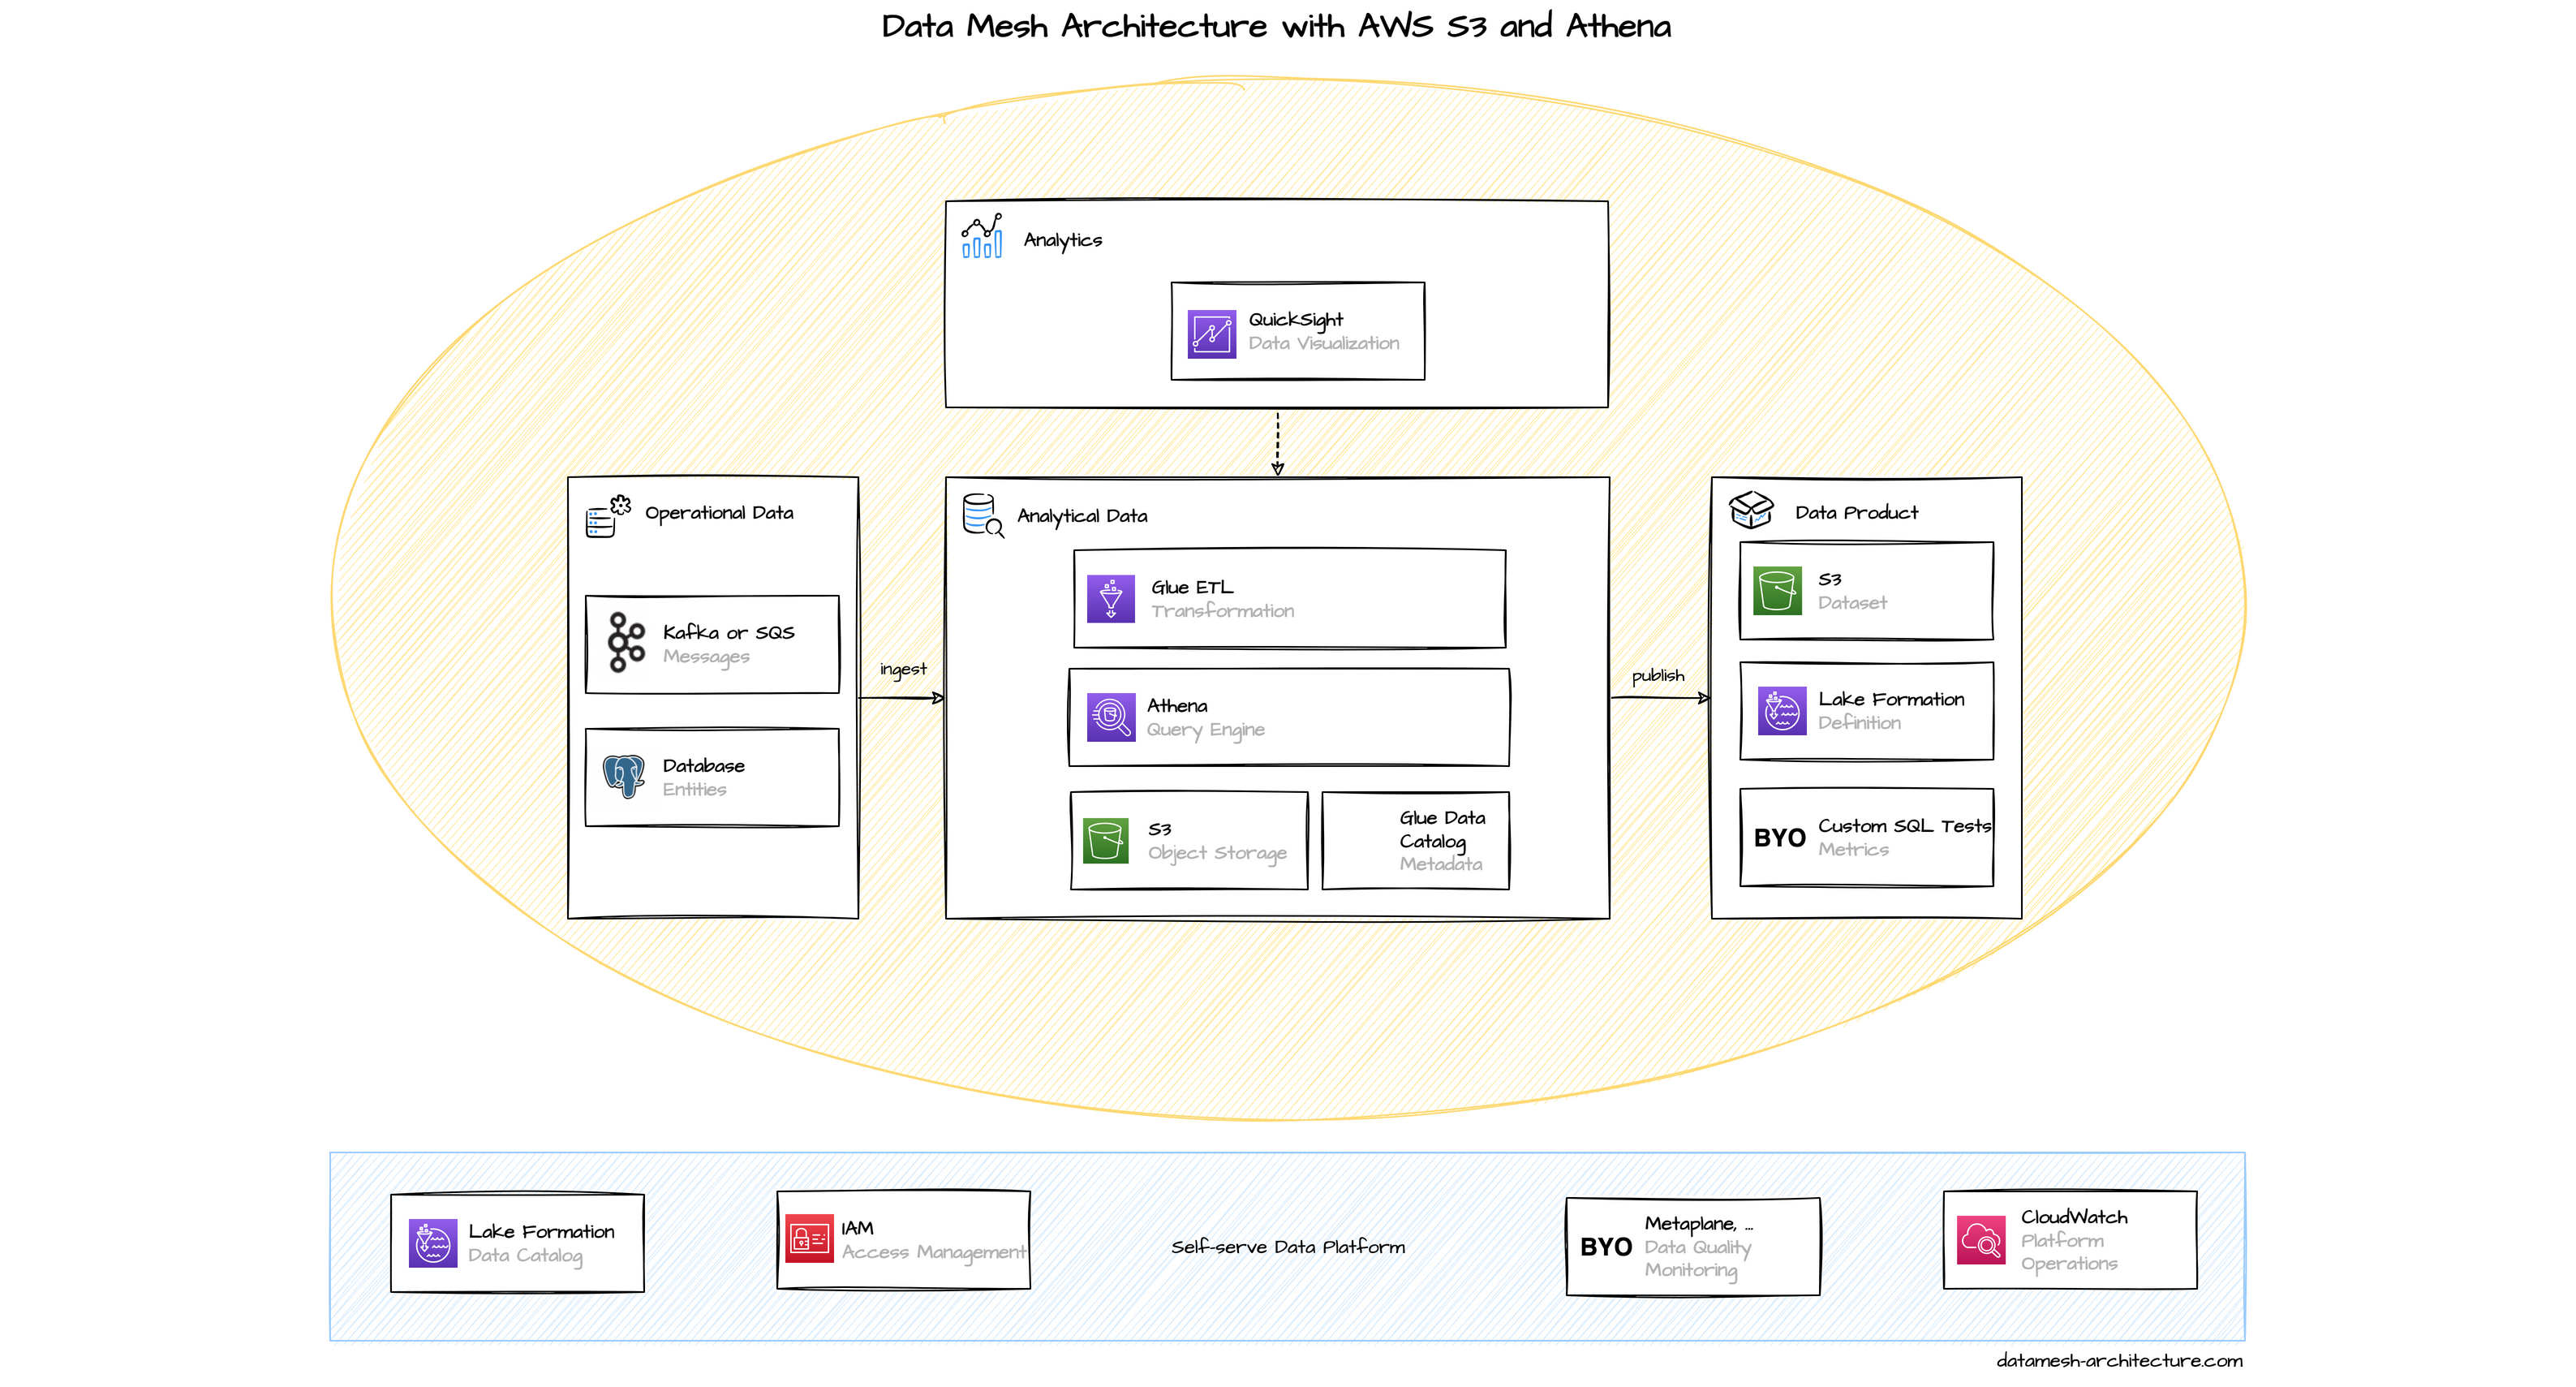 Data Mesh Architecture with AWS S3 and Athena
Analytics
QuickSight
Data Visualization
Operational Data
Kafka or SQS
Messages
Database
Entities
ingest
Analytical Data
Glue ETL
Transformation
Athena
Query Engine
S3
Object Storage
Glue Data
Catalog
Metadata
publish
Data Product
S3
Dataset
Lake Formation
Definition
BYO
Custom SQL Tests
Metrics
Lake Formation
Data Catalog
IAM
Access Management
Self-serve Data Platform
BYO
Metaplane, ...
Data Quality
Monitoring
CloudWatch
Platform
Operations
datamesh-architecture.com